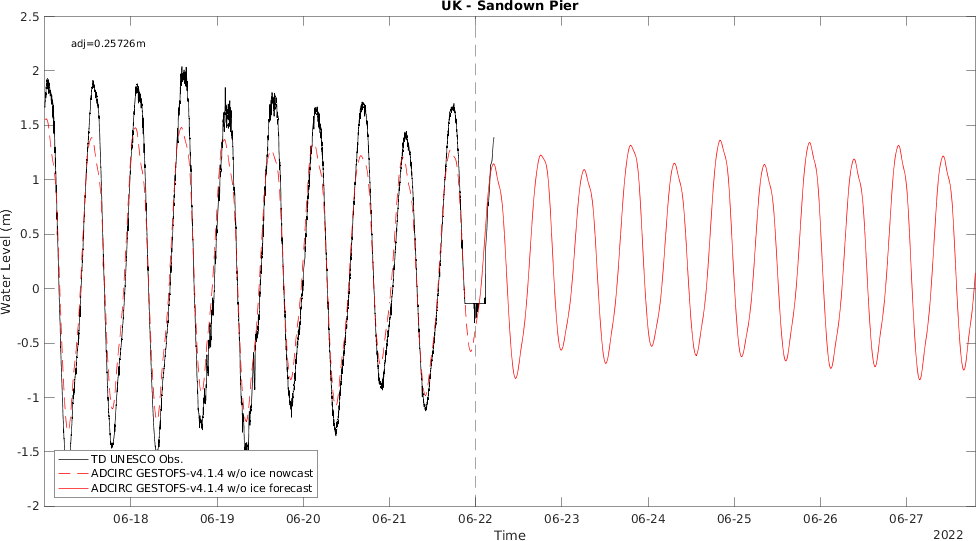 UK - Sandown Pier
adj=0.25726m
2.5
2
1.5
1
0.5
0
-0.5
-1
-1.5
-2
Water Level (m)
TD UNESCO Obs.
ADCIRC GESTOFS-v4.1.4 w/o ice nowcast
ADCIRC GESTOFS-v4.1.4 w/o ice forecast
06-18 06-19 06-20 06-21 06-22 06-23 06-24 06-25 06-26 06-27
Time
2022